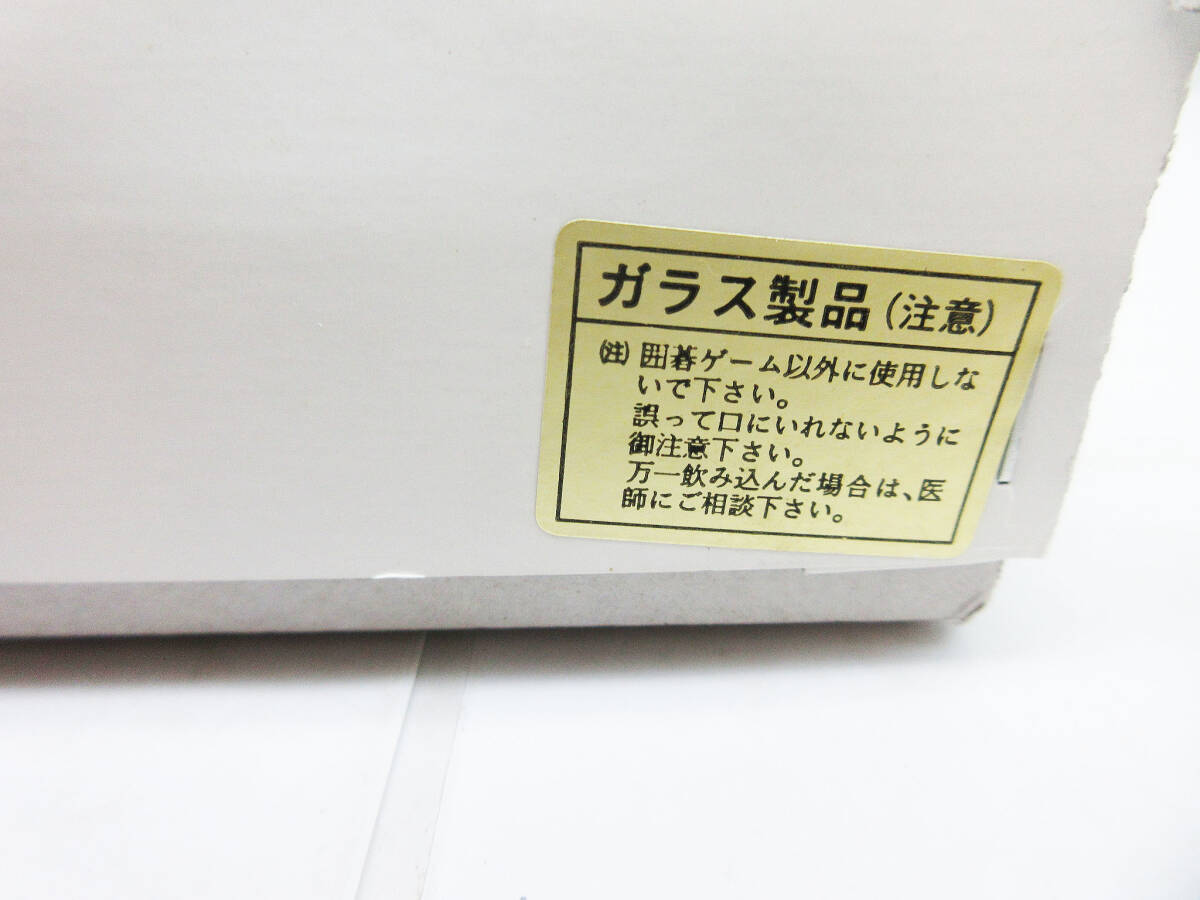 ガラス製品(注意)
㊟囲碁ゲーム以外に使用しな
いで下さい。
誤って口にいれないように
御注意下さい。
万一飲み込んだ場合は、医
師にご相談下さい。